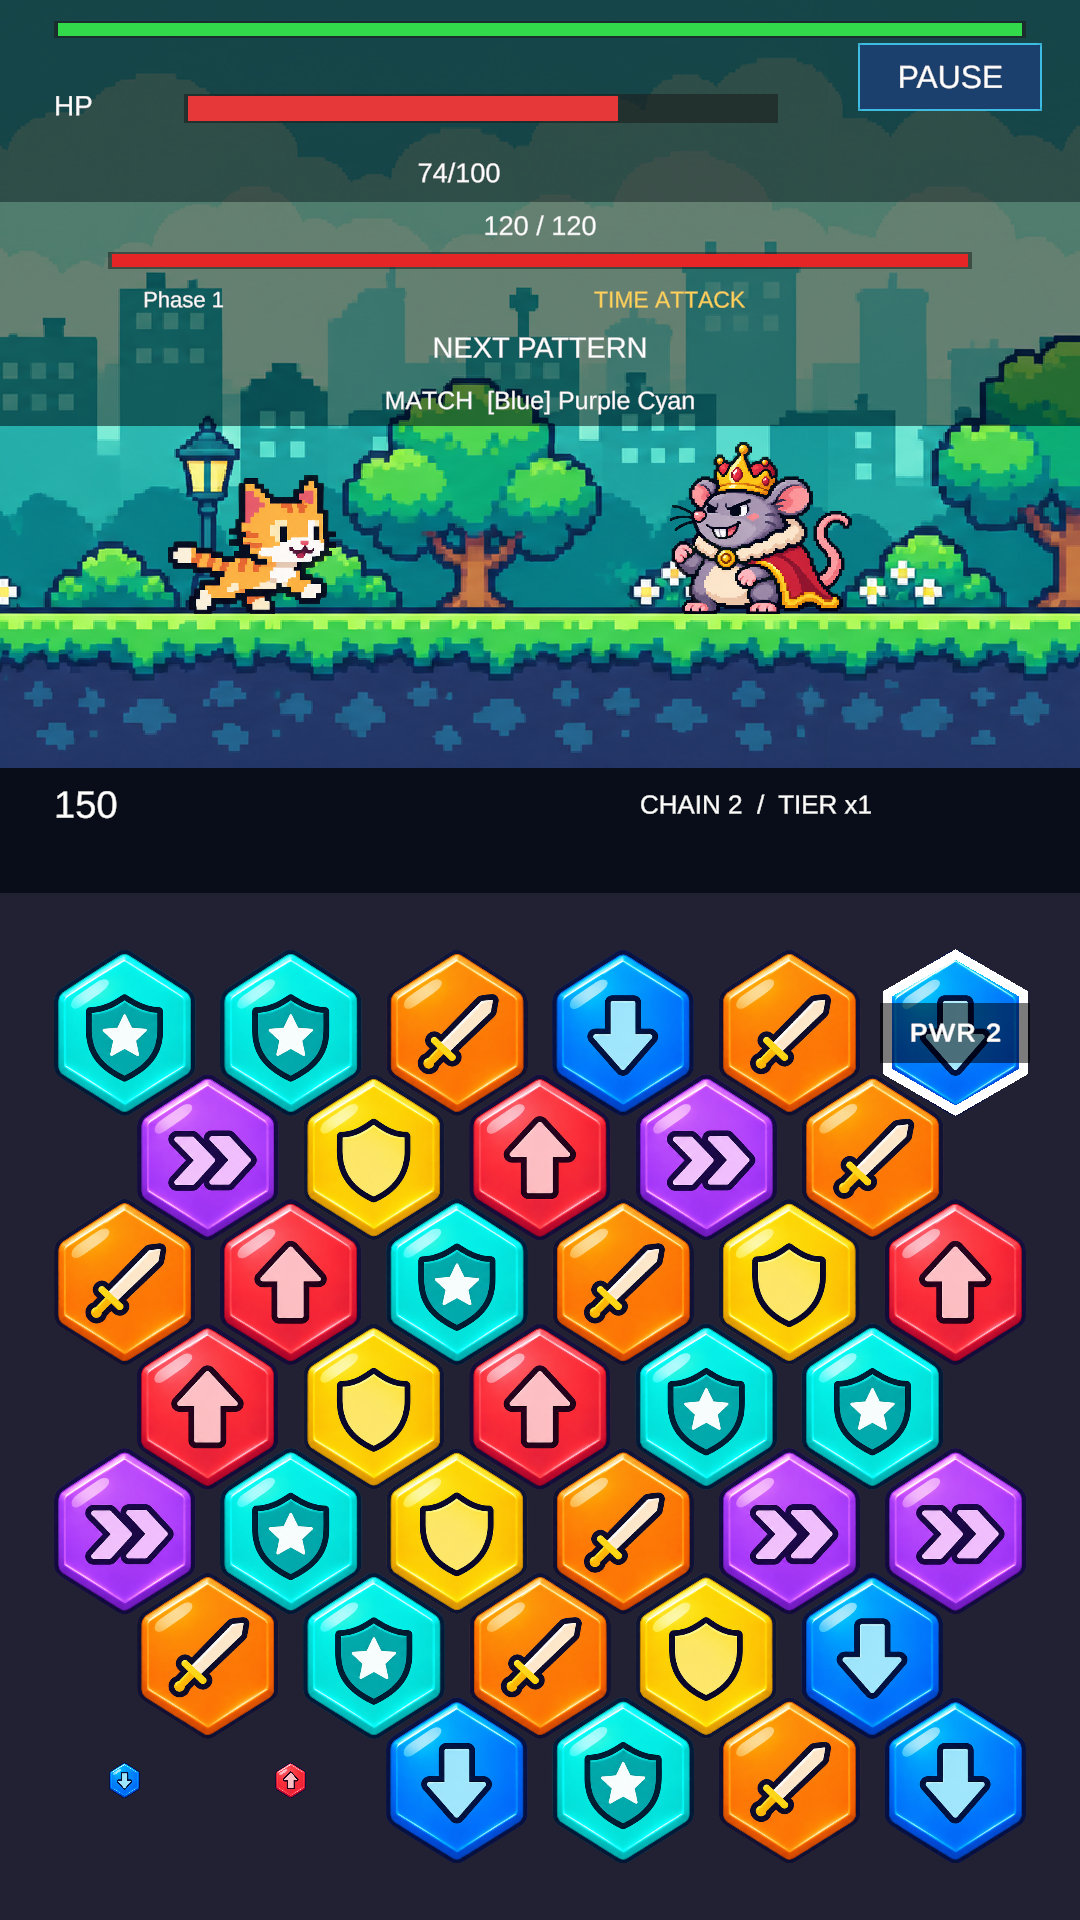 PAUSE
HP
74/100
120 / 120
Phase 1
TIME ATTACK
NEXT PATTERN
MATCH [Blue] Purple Cyan
150
CHAIN 2 / TIER x1
PWR 2